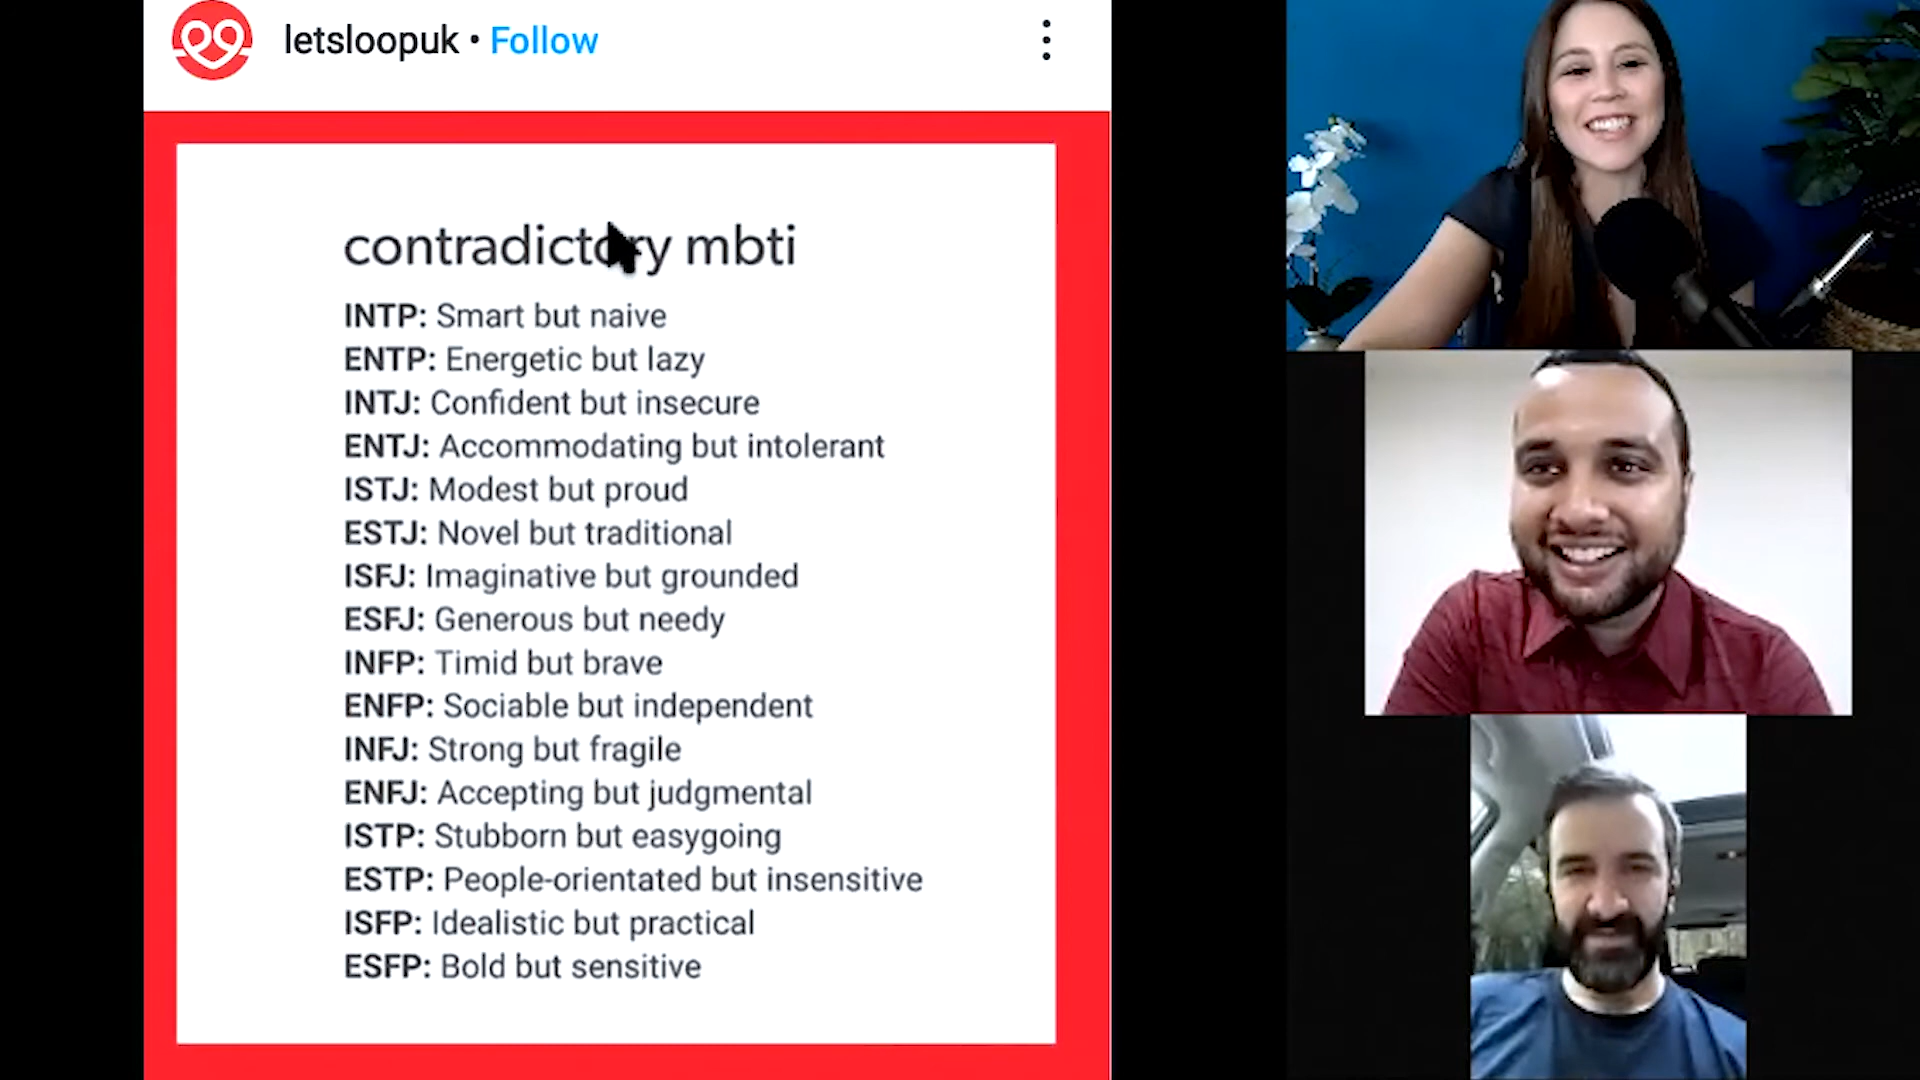 letsloopuk • Follow
contradictory mbti
INTP: Smart but naive
ENTP: Energetic but lazy
INTJ: Confident but insecure
ENTJ: Accommodating but intolerant
ISTJ: Modest but proud
ESTJ: Novel but traditional
ISFJ: Imaginative but grounded
ESFJ: Generous but needy
INFP: Timid but brave
ENFP: Sociable but independent
INFJ: Strong but fragile
ENFJ: Accepting but judgmental
ISTP: Stubborn but easygoing
ESTP: People-orientated but insensitive
ISFP: Idealistic but practical
ESFP: Bold but sensitive